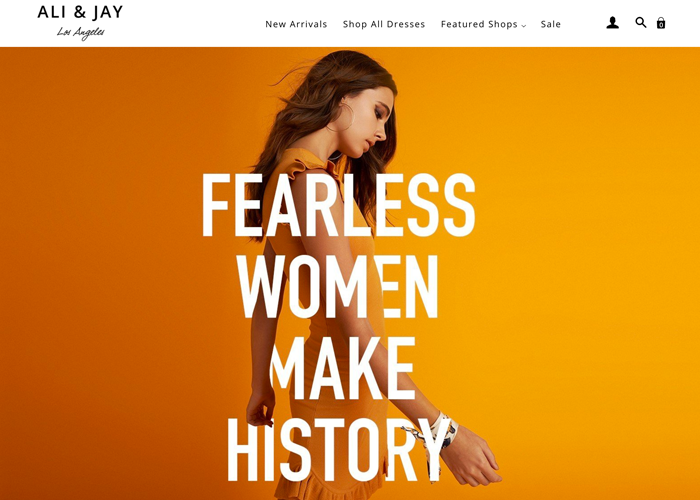 ALI & JAY
Los Angeles
New Arrivals Shop All Dresses Featured Shops Sale
0
FEARLESS
WOMEN
MAKE
HISTORY